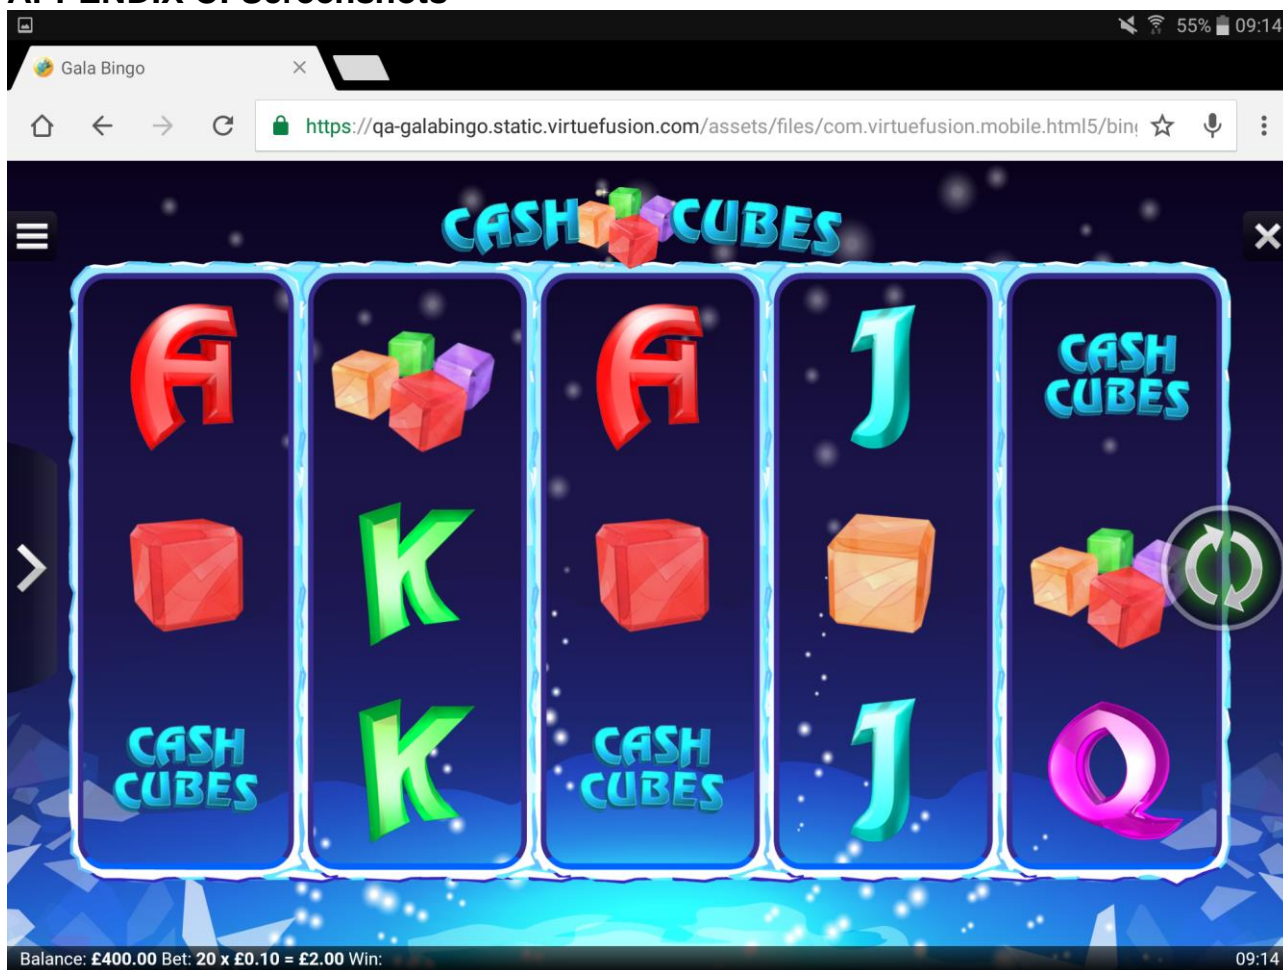 APPENDIX C: Screenshots
55% 09:14
Gala Bingo
https://qa-galabingo.static.virtuefusion.com/assets/files/com.virtuefusion.mobile.html5/bin
CASH CUBES
A A J CASH
CUBES
K
CASH
CUBES K CASH
CUBES J Q
Balance: £400.00 Bet: 20 x £0.10 = £2.00 Win: 09:14